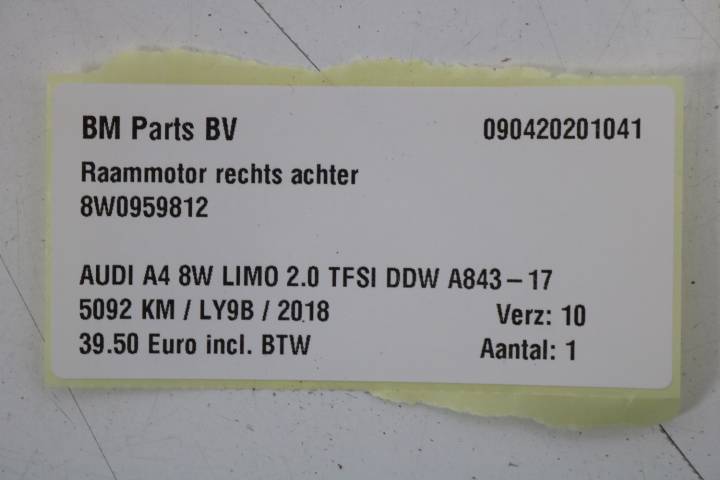 BM Parts BV 090420201041
Raammotor rechts achter
8W0959812
AUDI A4 8W LIMO 2.0 TFSI DDW A843-17
5092 KM / LY9B / 2018 Verz: 10
39.50 Euro incl. BTW Aantal: 1